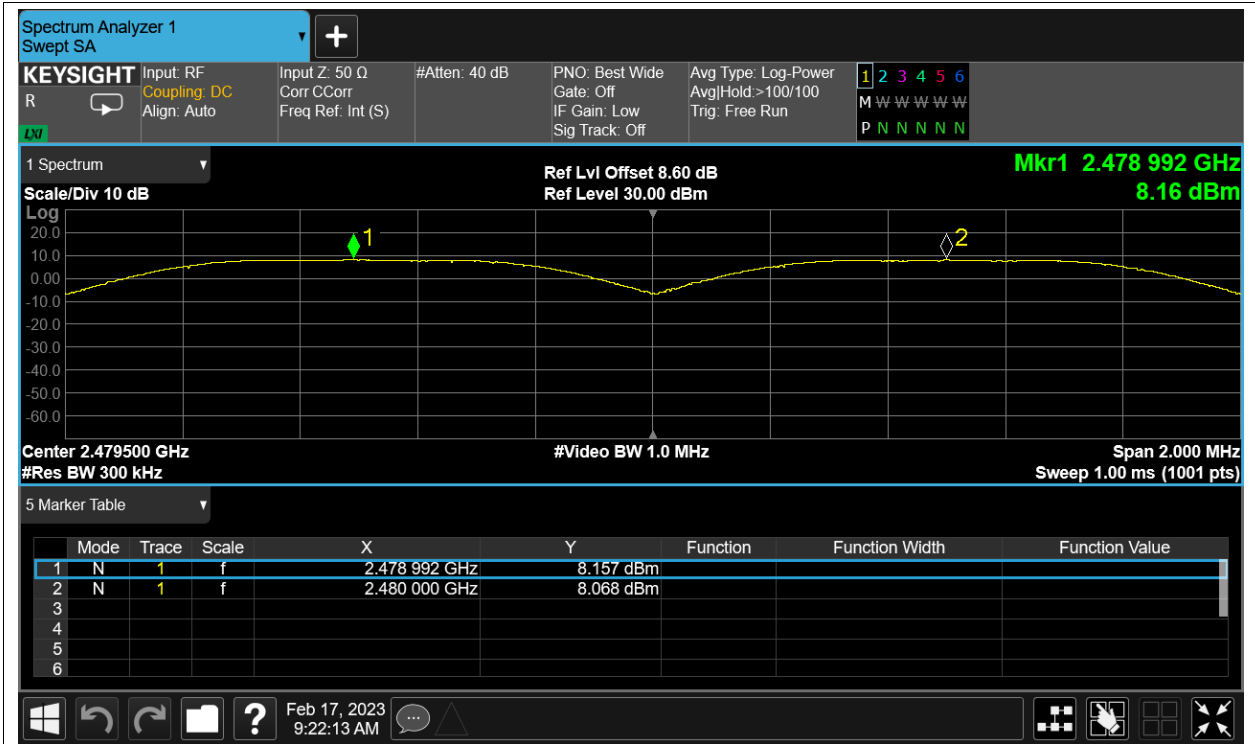 Spectrum Analyzer 1
Swept SA
KEYSIGHT
R
LXI
Input: RF
Coupling: DC
Align: Auto
Input Z: 50 Ω
Corr CCorr
Freq Ref: Int (S)
#Atten: 40 dB
PNO: Best Wide
Gate: Off
IF Gain: Low
Sig Track: Off
Avg Type: Log-Power
Avg|Hold:>100/100
Trig: Free Run
1 2 3 4 5 6
M W W W W W
P N N N N N
1 Spectrum
Scale/Div 10 dB
Ref Lvl Offset 8.60 dB
Ref Level 30.00 dBm
Mkr1 2.478 992 GHz
8.16 dBm
Log
20.0
10.0
0.00
-10.0
-20.0
-30.0
-40.0
-50.0
-60.0
1
2
Center 2.479500 GHz
#Res BW 300 kHz
#Video BW 1.0 MHz
Span 2.000 MHz
Sweep 1.00 ms (1001 pts)
5 Marker Table
Mode Trace Scale X Y Function Function Width Function Value
1 N 1 f 2.478 992 GHz 8.157 dBm
2 N 1 f 2.480 000 GHz 8.068 dBm
3
4
5
6
?
Feb 17, 2023
9:22:13 AM